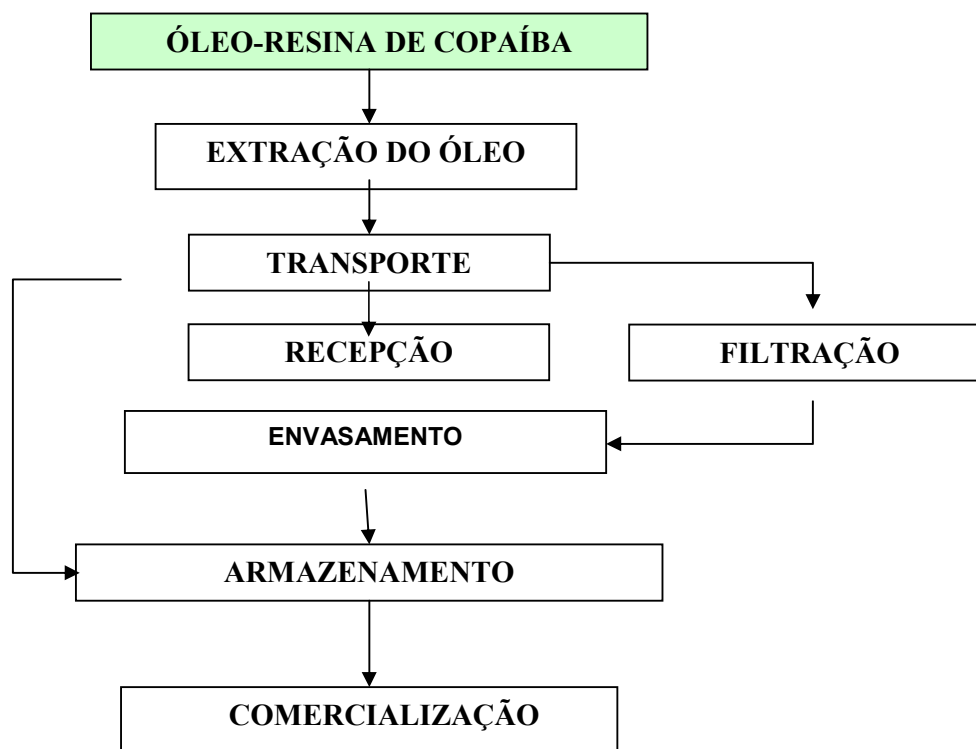 ÓLEO-RESINA DE COPAÍBA
EXTRAÇÃO DO ÓLEO
TRANSPORTE
RECEPÇÃO
FILTRAÇÃO
ENVASAMENTO
ARMAZENAMENTO
COMERCIALIZAÇÃO